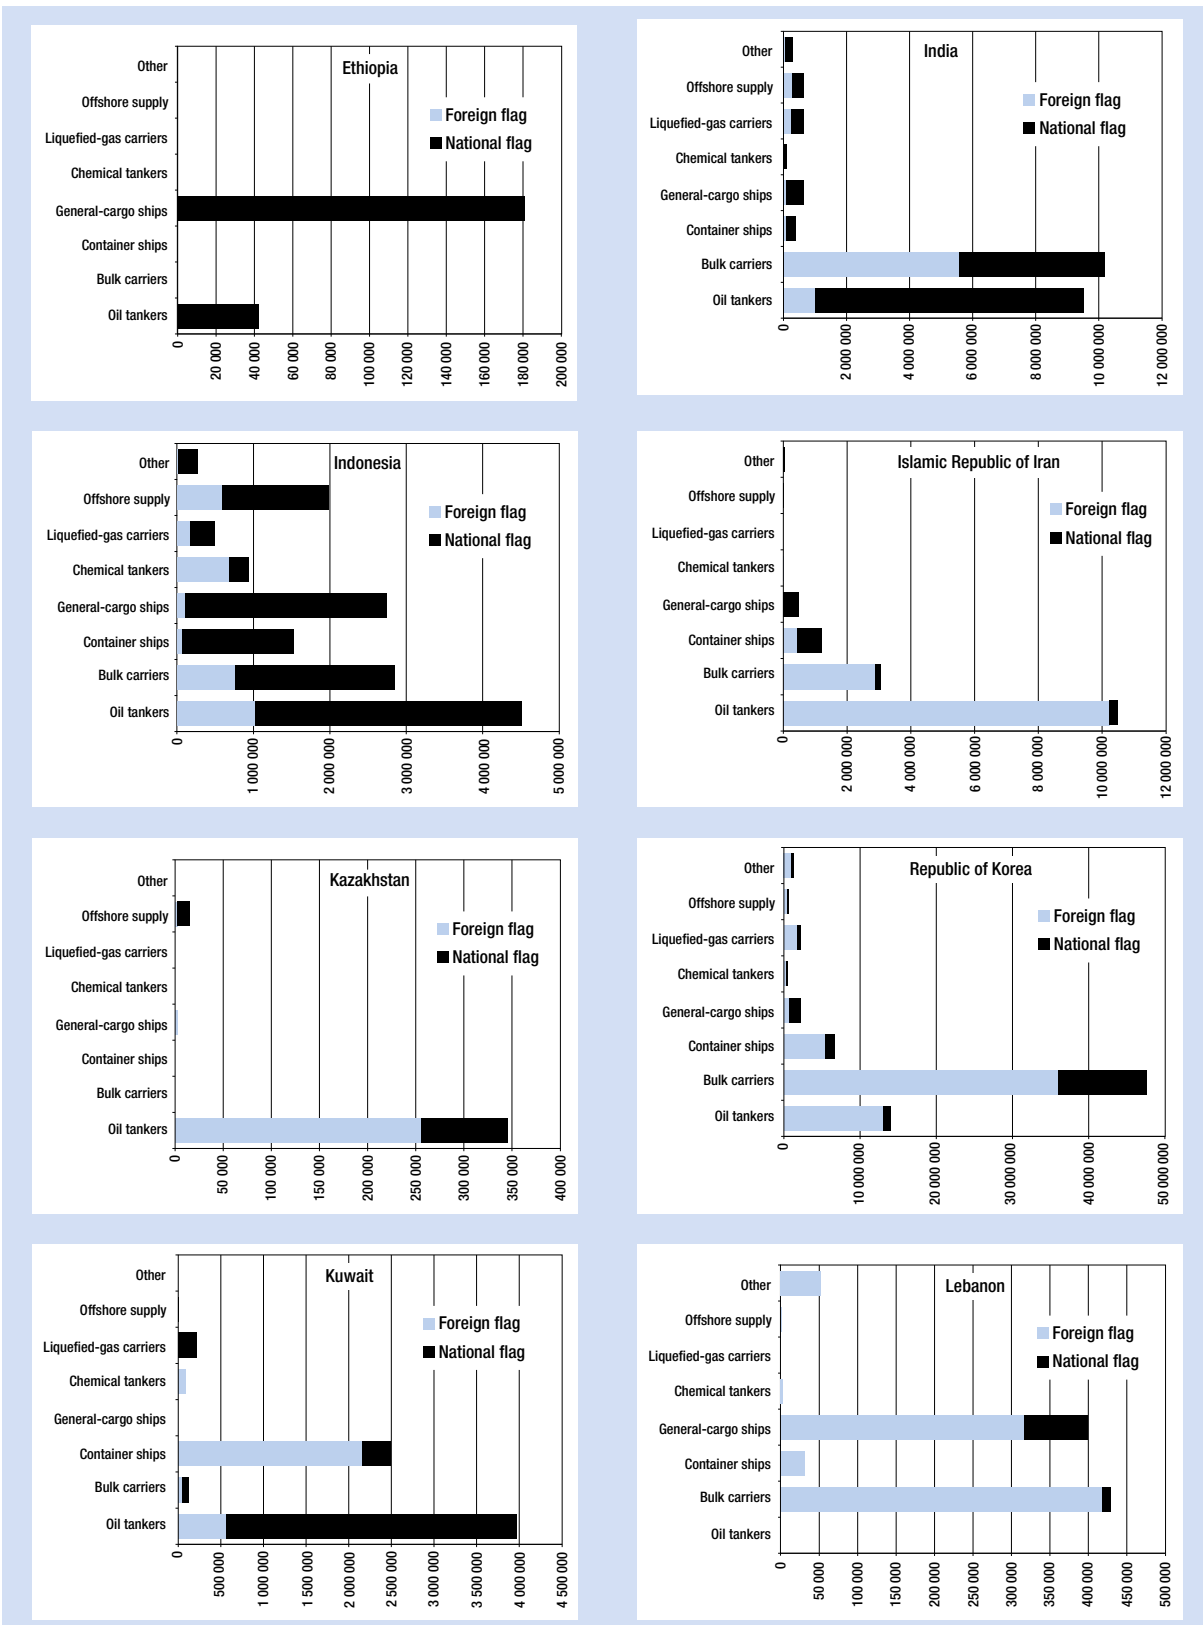 Ethiopia
Other
Offshore supply
Liquefied-gas carriers
Chemical tankers
General-cargo ships
Container ships
Bulk carriers
Oil tankers
Foreign flag
National flag
0
20 000
40 000
60 000
80 000
100 000
120 000
140 000
160 000
180 000
200 000
India
Other
Offshore supply
Liquefied-gas carriers
Chemical tankers
General-cargo ships
Container ships
Bulk carriers
Oil tankers
Foreign flag
National flag
0
2 000 000
4 000 000
6 000 000
8 000 000
10 000 000
12 000 000
Indonesia
Other
Offshore supply
Liquefied-gas carriers
Chemical tankers
General-cargo ships
Container ships
Bulk carriers
Oil tankers
Foreign flag
National flag
0
1 000 000
2 000 000
3 000 000
4 000 000
5 000 000
Islamic Republic of Iran
Other
Offshore supply
Liquefied-gas carriers
Chemical tankers
General-cargo ships
Container ships
Bulk carriers
Oil tankers
Foreign flag
National flag
0
2 000 000
4 000 000
6 000 000
8 000 000
10 000 000
12 000 000
Kazakhstan
Other
Offshore supply
Liquefied-gas carriers
Chemical tankers
General-cargo ships
Container ships
Bulk carriers
Oil tankers
Foreign flag
National flag
0
50 000
100 000
150 000
200 000
250 000
300 000
350 000
400 000
Republic of Korea
Other
Offshore supply
Liquefied-gas carriers
Chemical tankers
General-cargo ships
Container ships
Bulk carriers
Oil tankers
Foreign flag
National flag
0
10 000 000
20 000 000
30 000 000
40 000 000
50 000 000
Kuwait
Other
Offshore supply
Liquefied-gas carriers
Chemical tankers
General-cargo ships
Container ships
Bulk carriers
Oil tankers
Foreign flag
National flag
0
500 000
1 000 000
1 500 000
2 000 000
2 500 000
3 000 000
3 500 000
4 000 000
4 500 000
Lebanon
Other
Offshore supply
Liquefied-gas carriers
Chemical tankers
General-cargo ships
Container ships
Bulk carriers
Oil tankers
Foreign flag
National flag
0
50 000
100 000
150 000
200 000
250 000
300 000
350 000
400 000
450 000
500 000